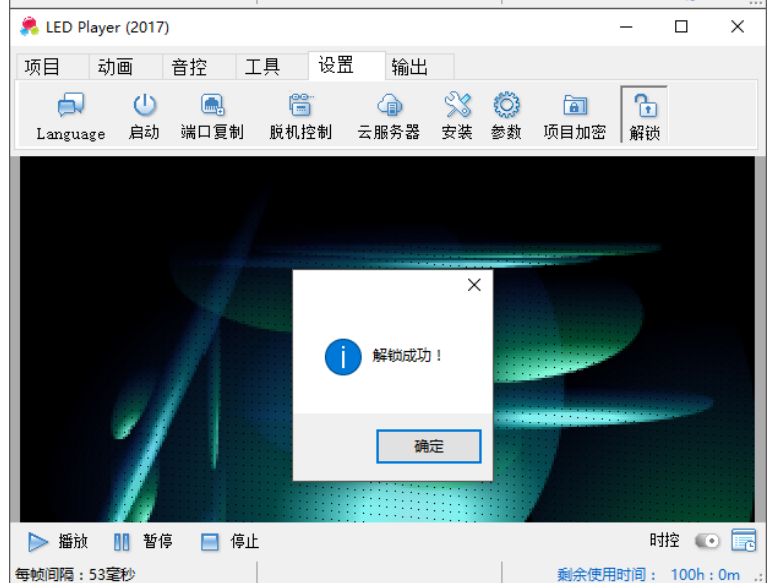 LED Player (2017)
项目 动画 音控 工具 设置 输出
Language 启动 端口复制 脱机控制 云服务器 安装 参数 项目加密 解锁
解锁成功！
确定
播放 暂停 停止 时控
每帧间隔：53毫秒 剩余使用时间： 100h：0m